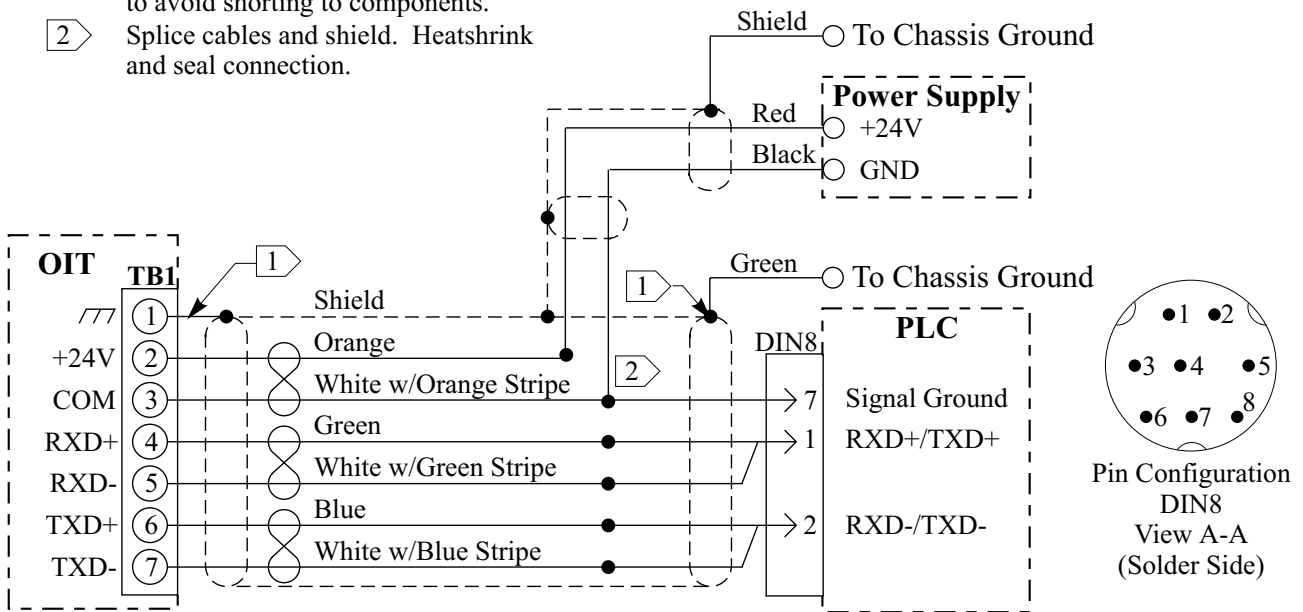 to avoid shorting to components.
2 Splice cables and shield. Heatshrink
and seal connection.
Shield To Chassis Ground
Power Supply
Red +24V
Black GND
OIT TB1
1
1
Green To Chassis Ground
PLC
DIN8
1 Shield
+24V 2 Orange
White w/Orange Stripe
2
COM 3
7 Signal Ground
RXD+ 4 Green
1 RXD+/TXD+
White w/Green Stripe
RXD- 5
TXD+ 6 Blue
2 RXD-/TXD-
White w/Blue Stripe
TXD- 7
1 2
3 4 5
6 7 8
Pin Configuration
DIN8
View A-A
(Solder Side)